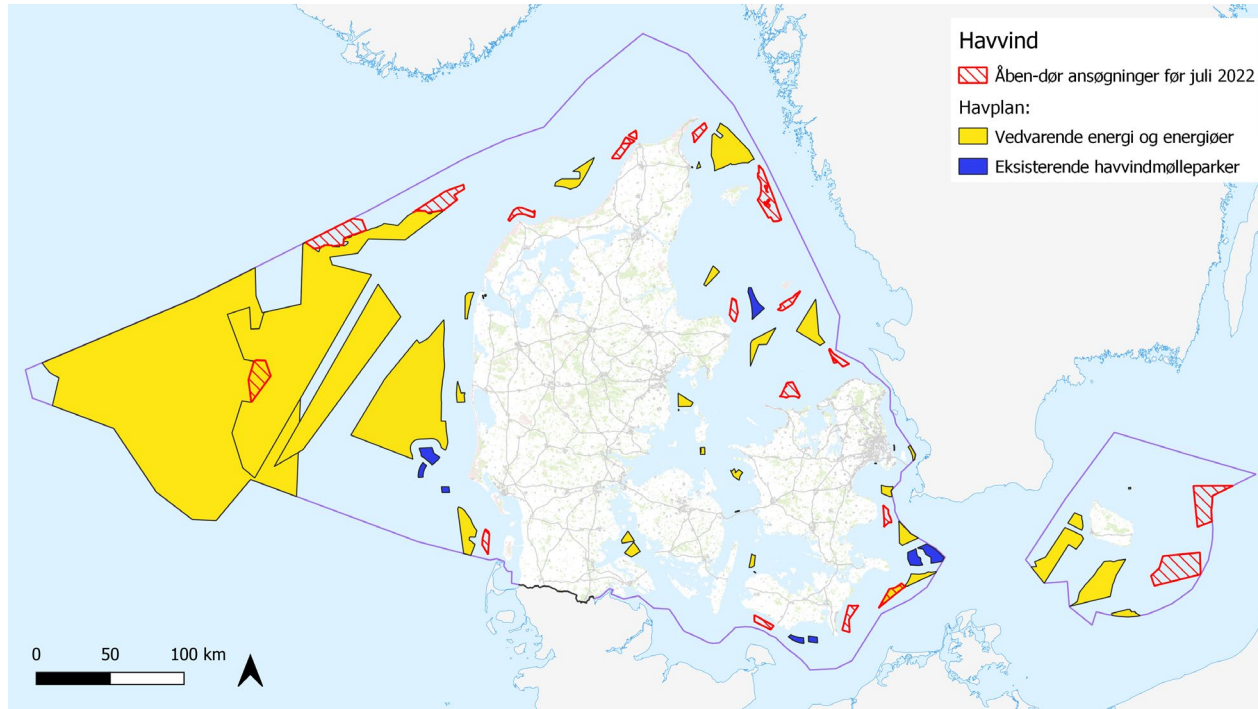 Havvind
Åben-dør ansøgninger før juli 2022
Havplan:
Vedvarende energi og energiøer
Eksisterende havvindmølleparker
0 50 100 km